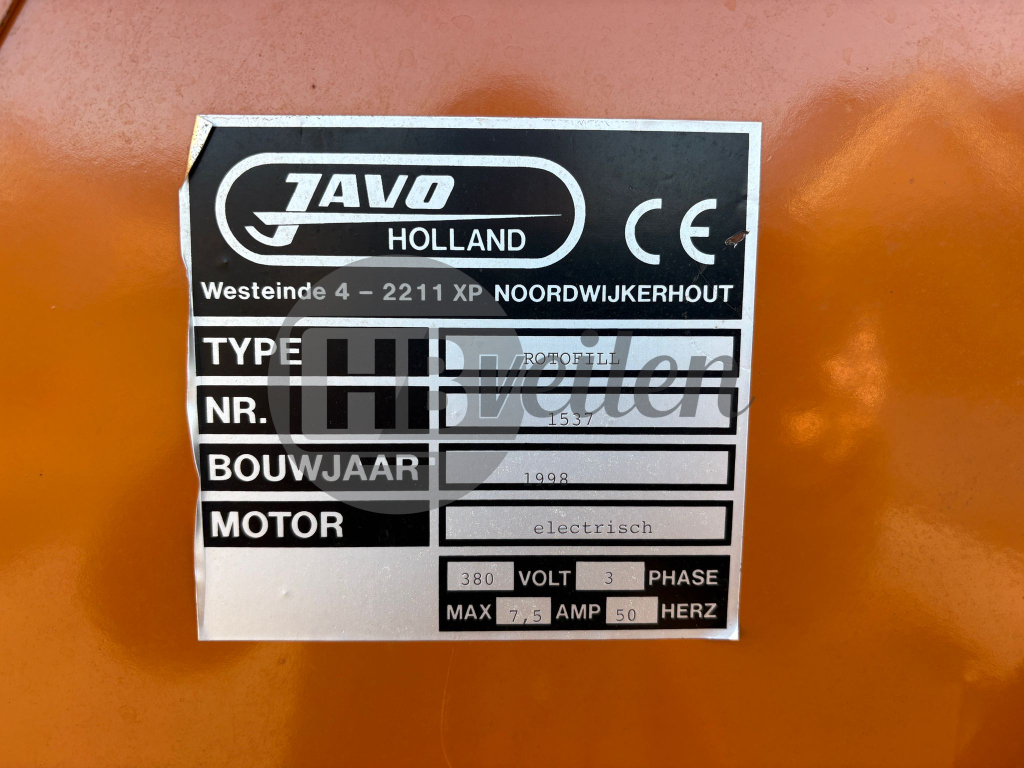 JAVO
HOLLAND
CE
Westeinde 4 - 2211 XP NOORDWIJKERHOUT
TYPE ROTOFILL
NR. 1537
BOUWJAAR 1998
MOTOR electrisch
380 VOLT 3 PHASE
MAX 7,5 AMP 50 HERZ
HBveilen